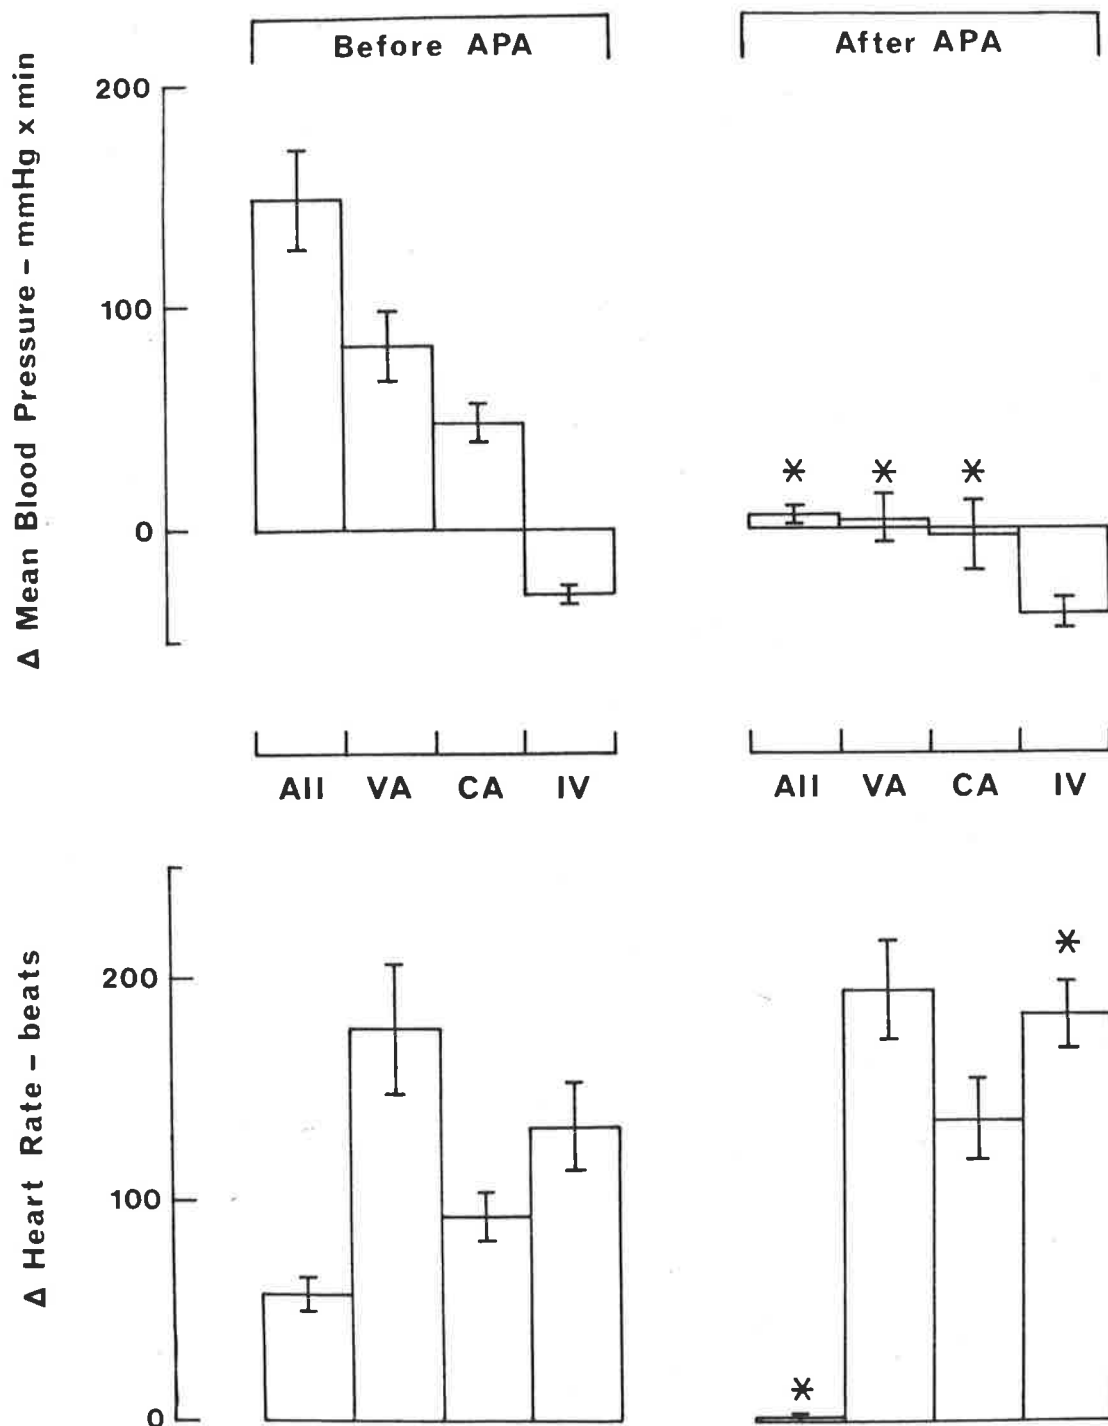 Before APA
After APA
Δ Mean Blood Pressure – mmHg x min
200
100
0
* * *
AII VA CA IV
AII VA CA IV
Δ Heart Rate – beats
200
100
0
*
*